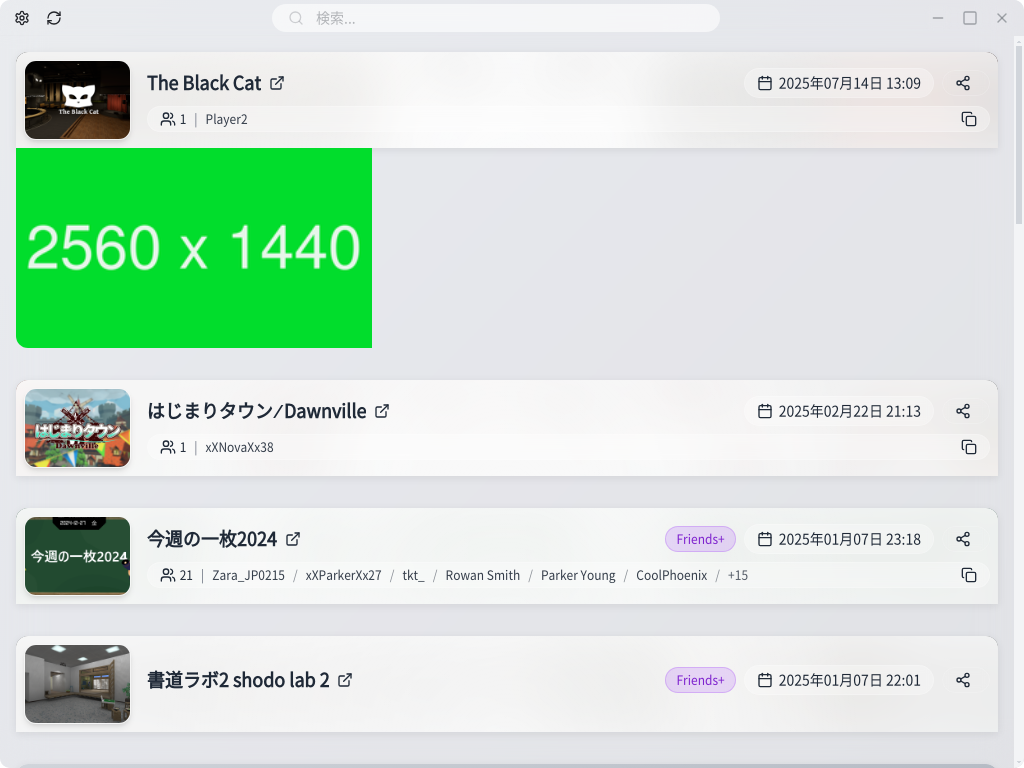 検索...
The Black Cat
2025年07月14日 13:09
The Black Cat
1 | Player2
2560 x 1440
はじまりタウン/Dawnville
2025年02月22日 21:13
はじまりタウン
Dawnville
1 | xXNovaXx38
2024-12-27
今週の一枚2024
Friends+
2025年01月07日 23:18
今週の一枚2024
21 | Zara_JP0215 / xXParkerXx27 / tkt_ / Rowan Smith / Parker Young / CoolPhoenix / +15
書道ラボ2 shodo lab 2
Friends+
2025年01月07日 22:01